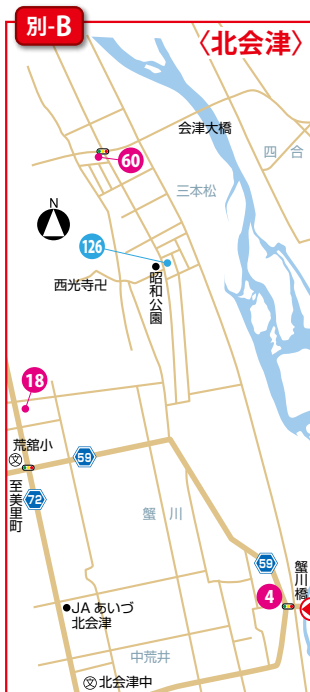 別-B
〈北会津〉
会津大橋
四合
60
三本松
N
126
西光寺卍
昭和公園
18
荒舘小
文
59
72
至美里町
蟹川
59
蟹川橋
4
JA あいづ
北会津
中荒井
文北会津中